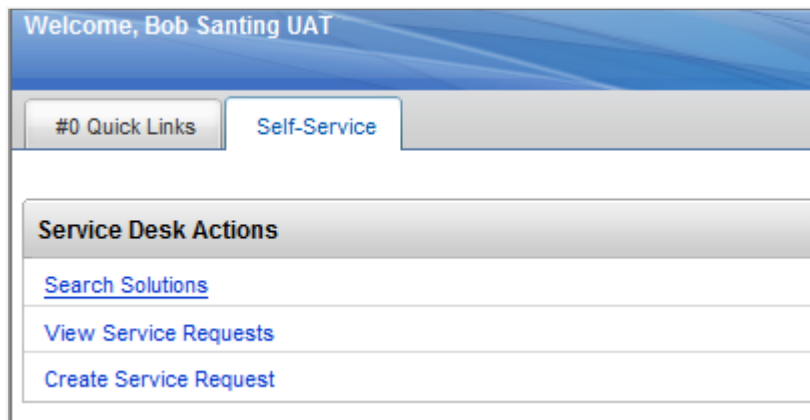 Welcome, Bob Santing UAT
#0 Quick Links
Self-Service
Service Desk Actions
Search Solutions
View Service Requests
Create Service Request